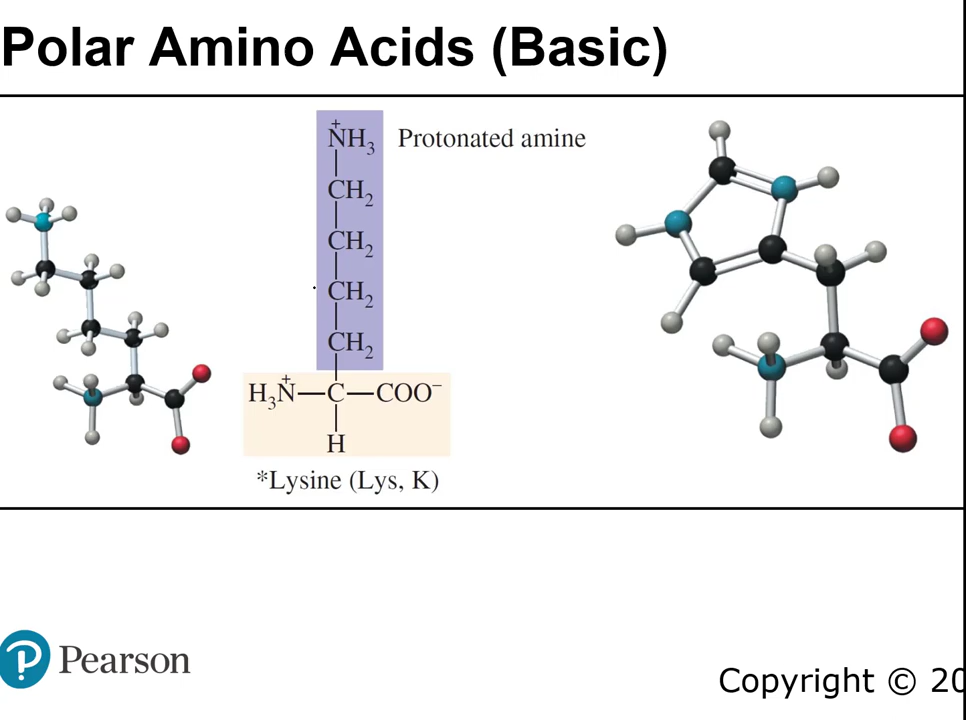 Polar Amino Acids (Basic)
+
NH3 Protonated amine
CH2
CH2
CH2
CH2
+
H3N—C—COO−
H
*Lysine (Lys, K)
Pearson
Copyright © 20